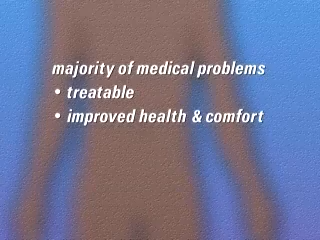 majority of medical problems
• treatable
• improved health & comfort